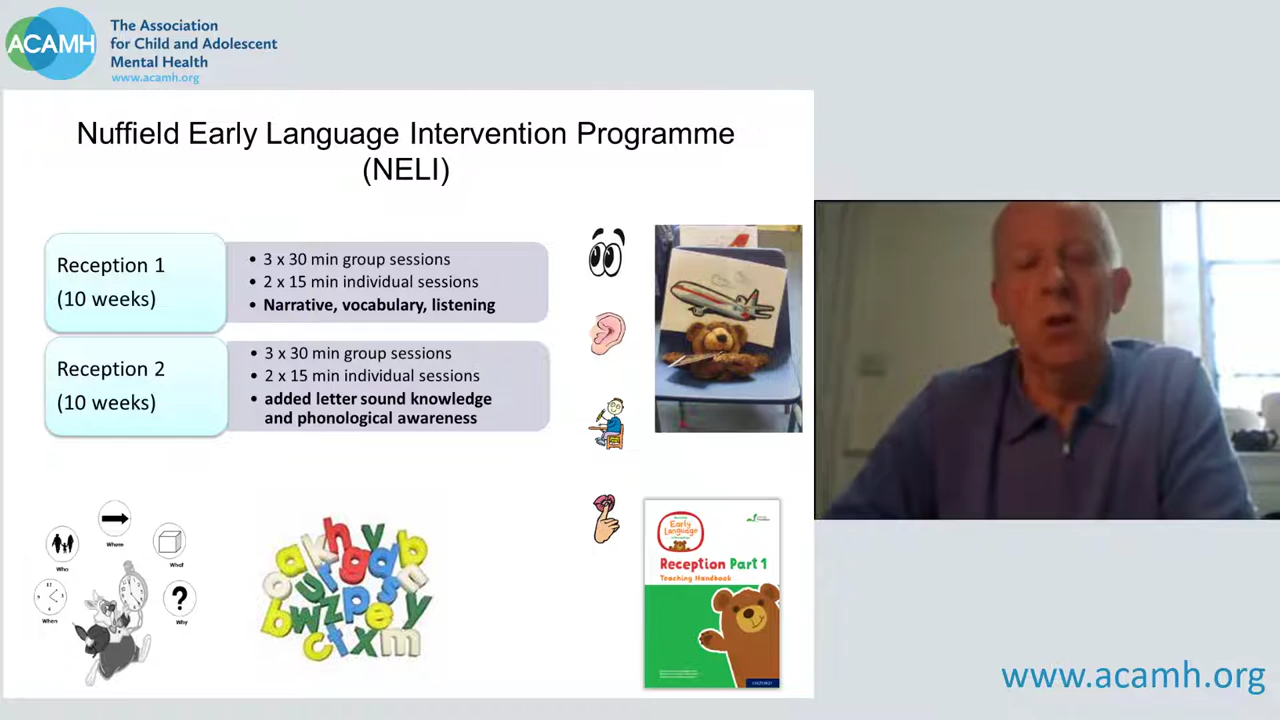 ACAMH
The Association
for Child and Adolescent
Mental Health
www.acamh.org
Nuffield Early Language Intervention Programme
(NELI)
Reception 1
(10 weeks)
• 3 x 30 min group sessions
• 2 x 15 min individual sessions
• Narrative, vocabulary, listening
Reception 2
(10 weeks)
• 3 x 30 min group sessions
• 2 x 15 min individual sessions
• added letter sound knowledge
and phonological awareness
Where
Who
What
When
Why
Early
Language
Reception Part 1
Teaching Handbook
OXFORD
www.acamh.org